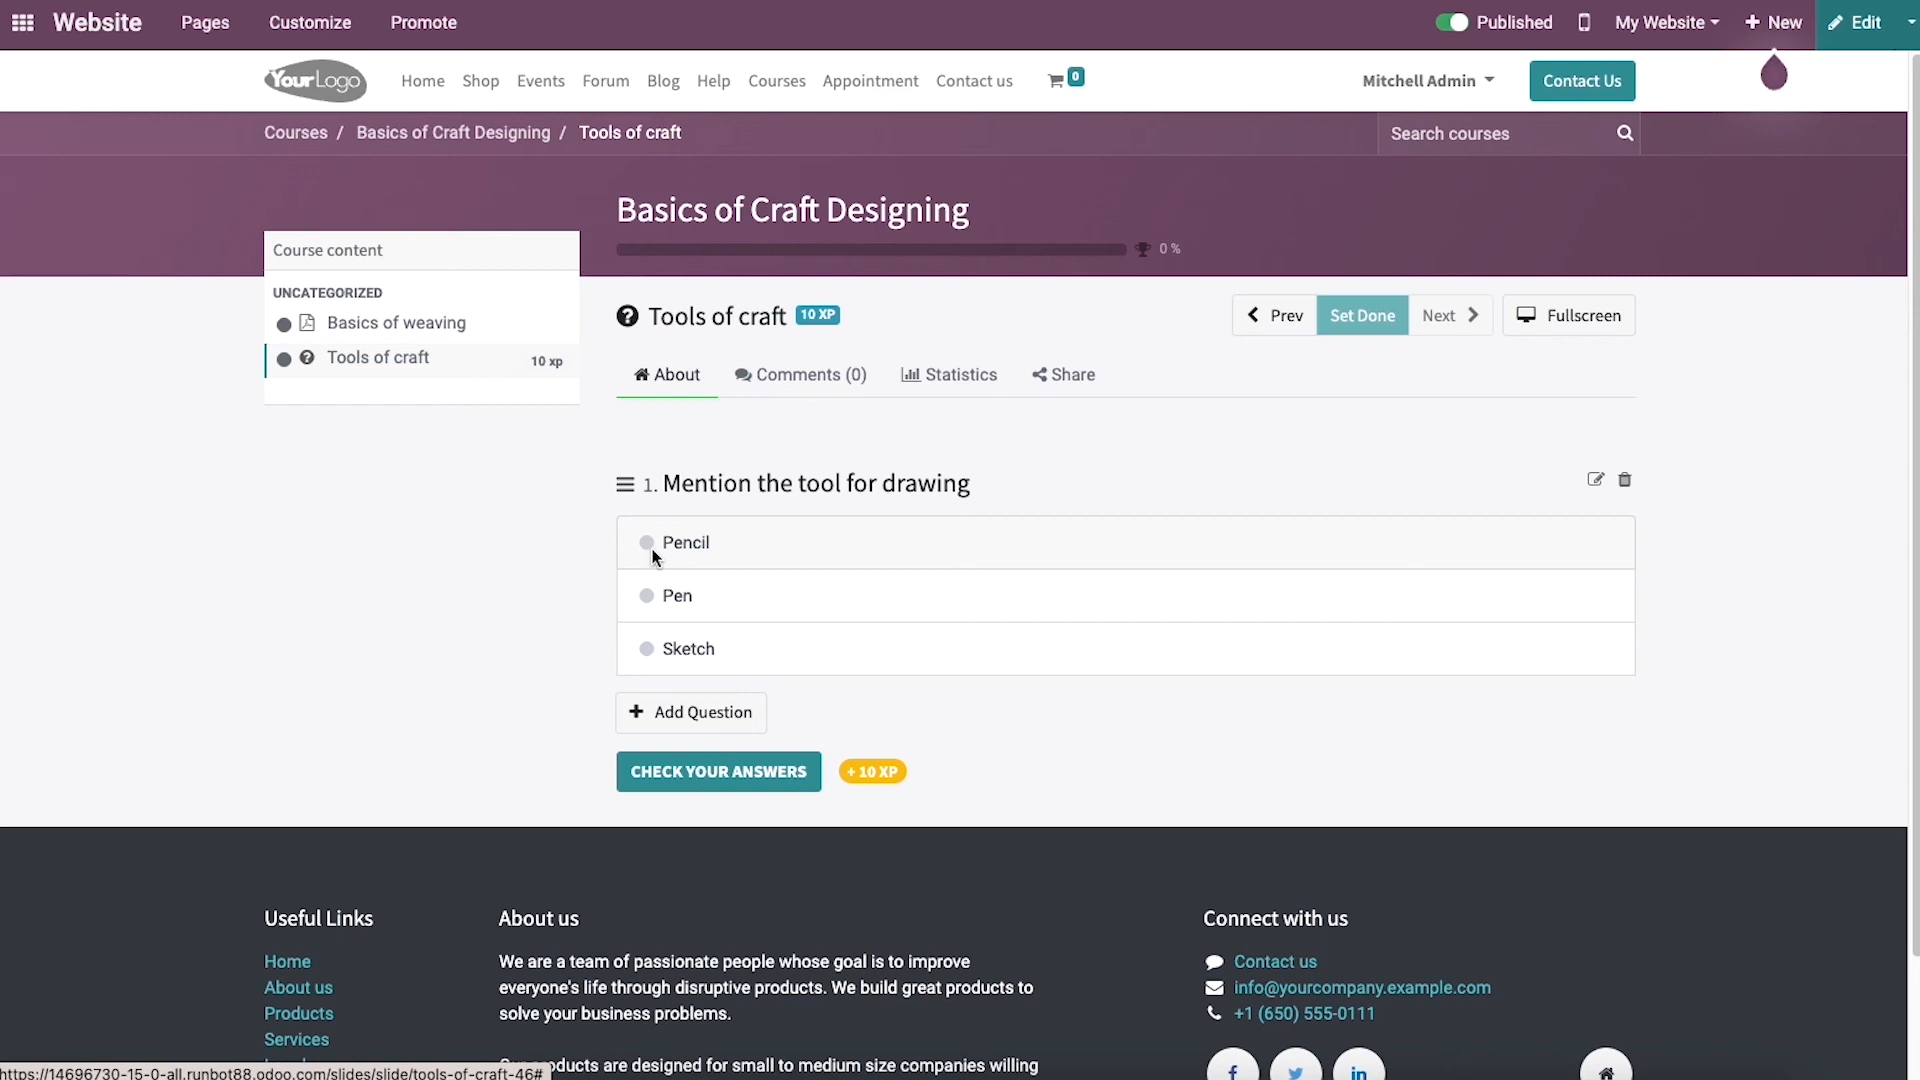 Website Pages Customize Promote Published My Website + New Edit
YourLogo Home Shop Events Forum Blog Help Courses Appointment Contact us 0 Mitchell Admin Contact Us
Courses / Basics of Craft Designing / Tools of craft Search courses
Basics of Craft Designing
0 %
Course content
UNCATEGORIZED
Basics of weaving
Tools of craft 10 xp
Tools of craft 10 XP Prev Set Done Next Fullscreen
About Comments (0) Statistics Share
1. Mention the tool for drawing
Pencil
Pen
Sketch
+ Add Question
CHECK YOUR ANSWERS + 10 XP
Useful Links
Home
About us
Products
Services
About us
We are a team of passionate people whose goal is to improve
everyone's life through disruptive products. We build great products to
solve your business problems.
products are designed for small to medium size companies willing
Connect with us
Contact us
info@yourcompany.example.com
+1 (650) 555-0111
https://14696730-15-0-all.runbot88.odoo.com/slides/slide/tools-of-craft-46#